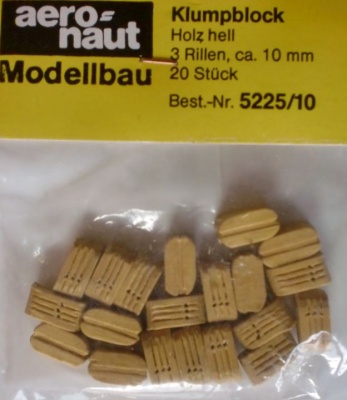 aero-
naut
Modellbau
Klumpblock
Holz hell
3 Rillen, ca. 10 mm
20 Stück
Best.-Nr. 5225/10